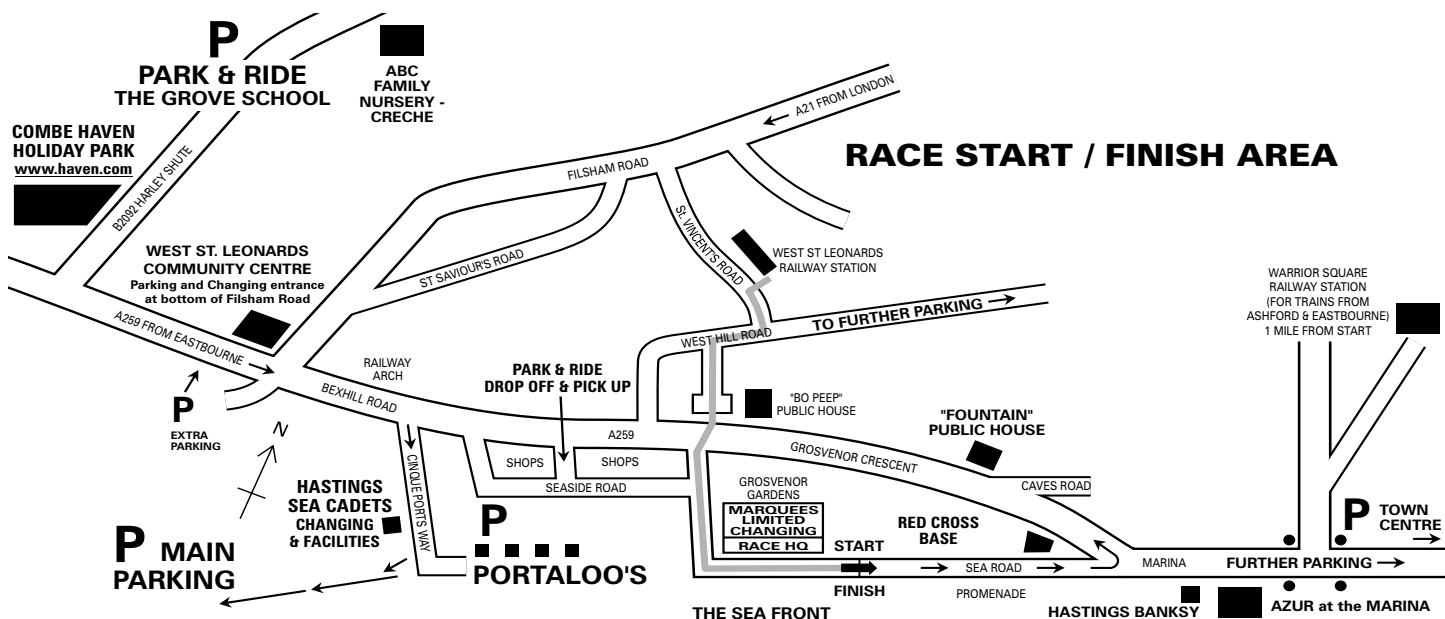 P
PARK & RIDE
THE GROVE SCHOOL
ABC
FAMILY
NURSERY -
CRECHE
COMBE HAVEN
HOLIDAY PARK
www.haven.com
B2092 HARLEY SHUTE
A21 FROM LONDON
RACE START / FINISH AREA
FILSHAM ROAD
ST SAVIOUR'S ROAD
St. VINCENT'S ROAD
WEST ST LEONARDS
RAILWAY STATION
WEST ST. LEONARDS
COMMUNITY CENTRE
Parking and Changing entrance
at bottom of Filsham Road
WARRIOR SQUARE
RAILWAY STATION
(FOR TRAINS FROM
ASHFORD & EASTBOURNE)
1 MILE FROM START
TO FURTHER PARKING
WEST HILL ROAD
A259 FROM EASTBOURNE
RAILWAY
ARCH
BEXHILL ROAD
PARK & RIDE
DROP OFF & PICK UP
"BO PEEP"
PUBLIC HOUSE
P
EXTRA
PARKING
N
"FOUNTAIN"
PUBLIC HOUSE
A259
GROSVENOR CRESCENT
SHOPS
SHOPS
SEASIDE ROAD
CAVES ROAD
CINQUE PORTS WAY
HASTINGS
SEA CADETS
CHANGING
& FACILITIES
GROSVENOR
GARDENS
MARQUEES
LIMITED
CHANGING
RACE HQ
P
PORTALOO'S
P MAIN
PARKING
RED CROSS
BASE
START
FINISH
SEA ROAD
PROMENADE
THE SEA FRONT
MARINA
P TOWN
CENTRE
FURTHER PARKING
HASTINGS BANKSY
AZUR at the MARINA